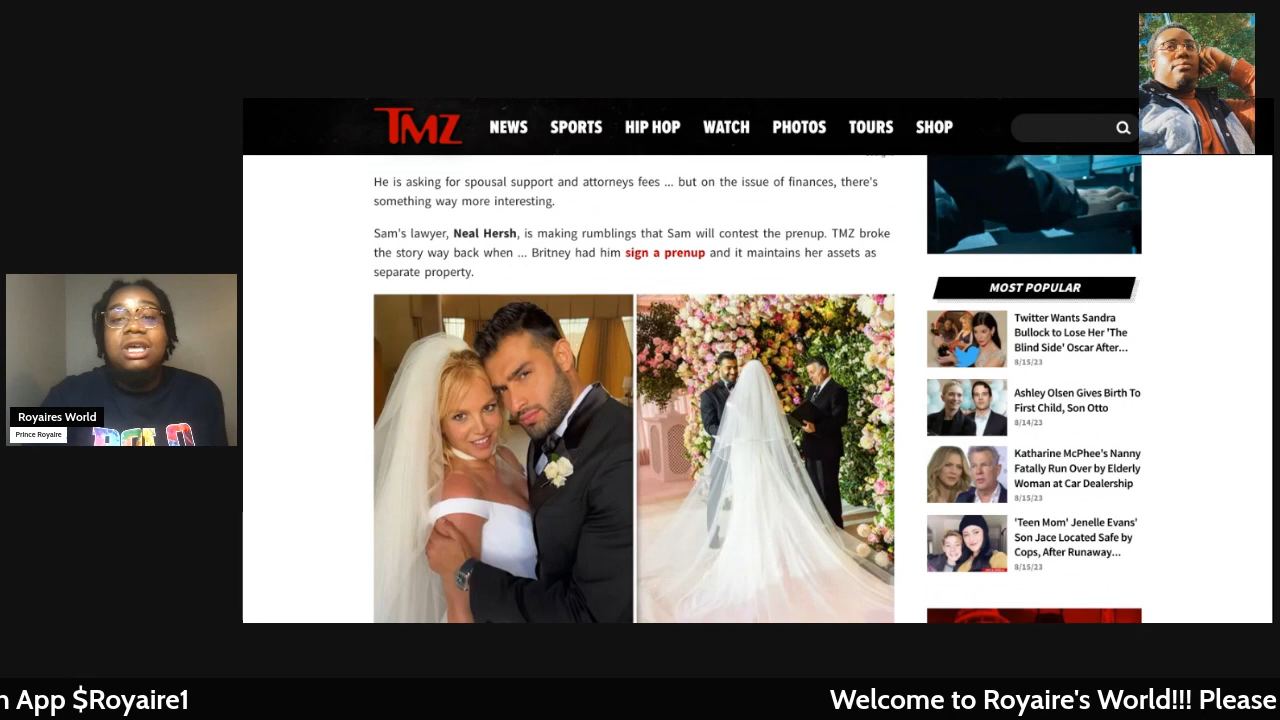 TMZ
NEWS SPORTS HIP HOP WATCH PHOTOS TOURS SHOP
He is asking for spousal support and attorneys fees ... but on the issue of finances, there's
something way more interesting.
Sam's lawyer, Neal Hersh, is making rumblings that Sam will contest the prenup. TMZ broke
the story way back when ... Britney had him sign a prenup and it maintains her assets as
separate property.
MOST POPULAR
Twitter Wants Sandra
Bullock to Lose Her 'The
Blind Side' Oscar After...
8/15/23
Ashley Olsen Gives Birth To
First Child, Son Otto
8/14/23
Katharine McPhee's Nanny
Fatally Run Over by Elderly
Woman at Car Dealership
8/15/23
'Teen Mom' Jenelle Evans'
Son Jace Located Safe by
Cops, After Runaway...
8/15/23
Royaires World
Prince Royaire
App $Royaire1
Welcome to Royaire's World!!! Please